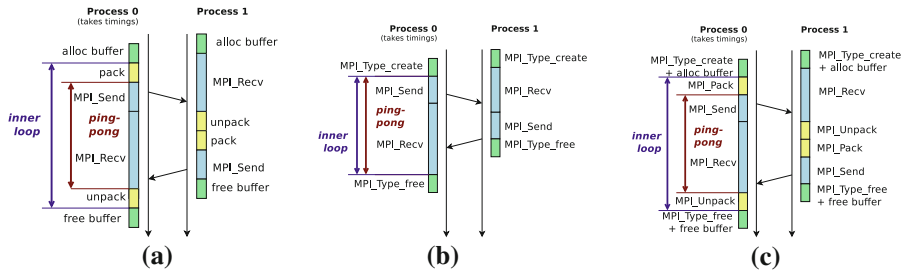 Process 0
(takes timings)
Process 1
alloc buffer
alloc buffer
pack
MPI_Send
MPI_Recv
inner
loop
ping-
pong
unpack
pack
MPI_Recv
MPI_Send
unpack
free buffer
free buffer
(a)
Process 0
(takes timings)
Process 1
MPI_Type_create
MPI_Type_create
MPI_Send
MPI_Recv
inner
loop
ping-
pong
MPI_Send
MPI_Recv
MPI_Type_free
MPI_Type_free
(b)
Process 0
(takes timings)
Process 1
MPI_Type_create
+ alloc buffer
MPI_Type_create
+ alloc buffer
MPI_Pack
MPI_Send
MPI_Recv
inner
loop
ping-
pong
MPI_Unpack
MPI_Pack
MPI_Recv
MPI_Send
MPI_Unpack
MPI_Type_free
+ free buffer
MPI_Type_free
+ free buffer
(c)